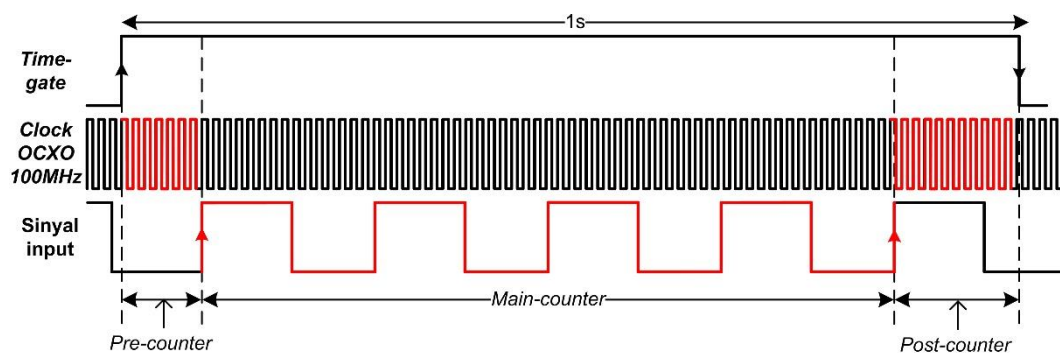 1s
Time-
gate
Clock
OCXO
100MHz
Sinyal
input
Main-counter
Pre-counter
Post-counter